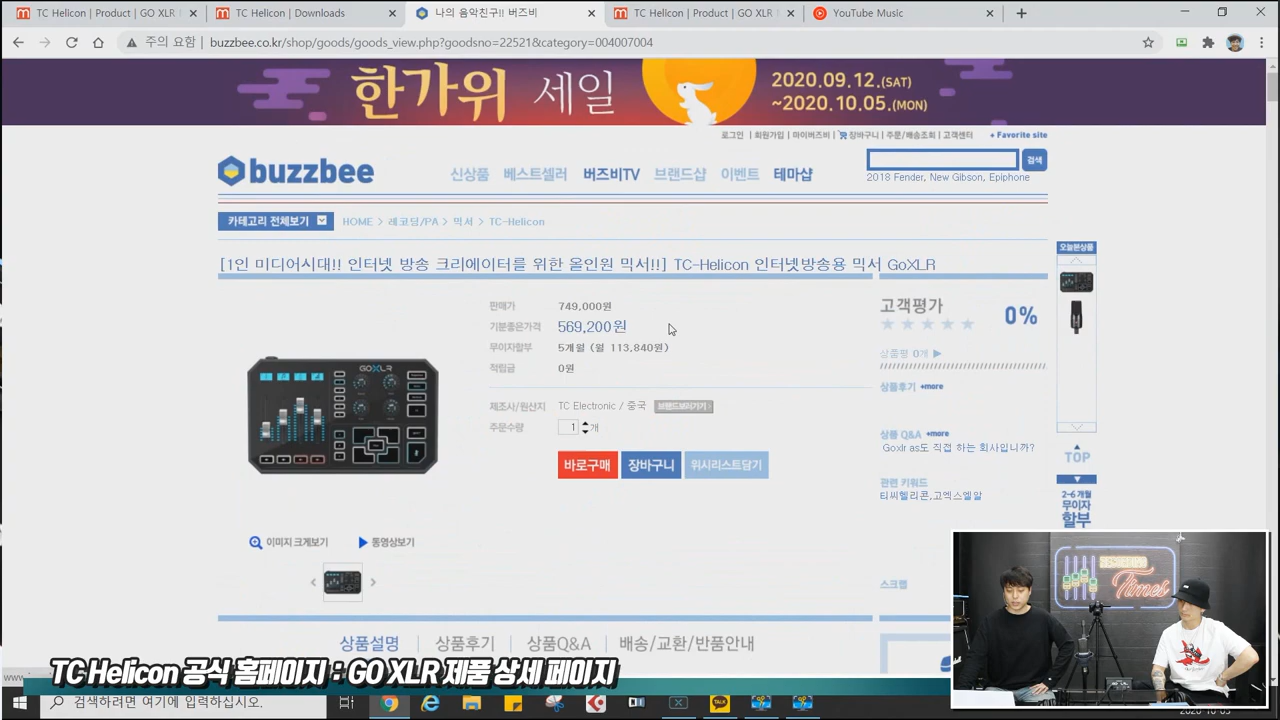 TC Helicon | Product | GO XLR
TC Helicon | Downloads
나의 음악친구!! 버즈비
TC Helicon | Product | GO XLR
YouTube Music
주의 요함 | buzzbee.co.kr/shop/goods/goods_view.php?goodsno=22521&category=004007004
한가위 세일
2020.09.12.(SAT)
~2020.10.05.(MON)
로그인 | 회원가입 | 마이버즈비 | 장바구니 | 주문/배송조회 | 고객센터
+ Favorite site
buzzbee
신상품 베스트셀러 버즈비TV 브랜드샵 이벤트 테마샵
검색
2018 Fender, New Gibson, Epiphone
카테고리 전체보기
HOME > 레코딩/PA > 믹서 > TC-Helicon
오늘본상품
[1인 미디어시대!! 인터넷 방송 크리에이터를 위한 올인원 믹서!!] TC-Helicon 인터넷방송용 믹서 GoXLR
판매가 749,000원
기분좋은가격 569,200원
무이자할부 5개월 (월 113,840원)
적립금 0원
제조사/원산지 TC Electronic / 중국 브랜드보러가기
주문수량 1 개
바로구매 장바구니 위시리스트담기
GOXLR
이미지 크게보기 동영상보기
고객평가
0%
상품평 0개
상품후기 +more
상품 Q&A +more
Goxlr as도 직접 하는 회사입니까?
관련 키워드
티씨헬리콘,고엑스엘알
스크랩
TOP
2~6 개월
무이자
할부
상품설명 상품후기 상품Q&A 배송/교환/반품안내
Times
TC Helicon 공식 홈페이지 : GO XLR 제품 상세 페이지
검색하려면 여기에 입력하십시오.
TALK
2020-10-05